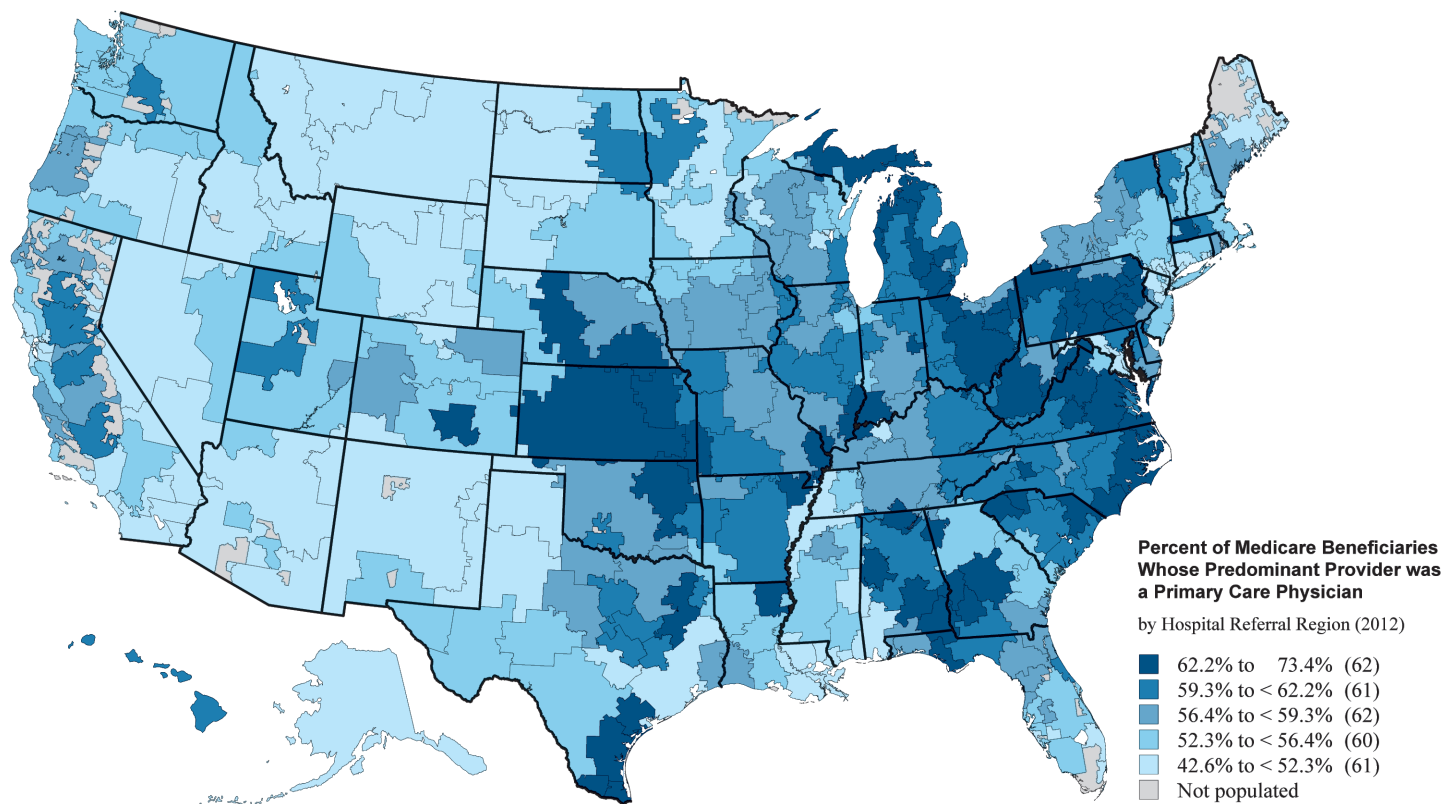 Percent of Medicare Beneficiaries
Whose Predominant Provider was
a Primary Care Physician
by Hospital Referral Region (2012)
62.2% to 73.4% (62)
59.3% to < 62.2% (61)
56.4% to < 59.3% (62)
52.3% to < 56.4% (60)
42.6% to < 52.3% (61)
Not populated